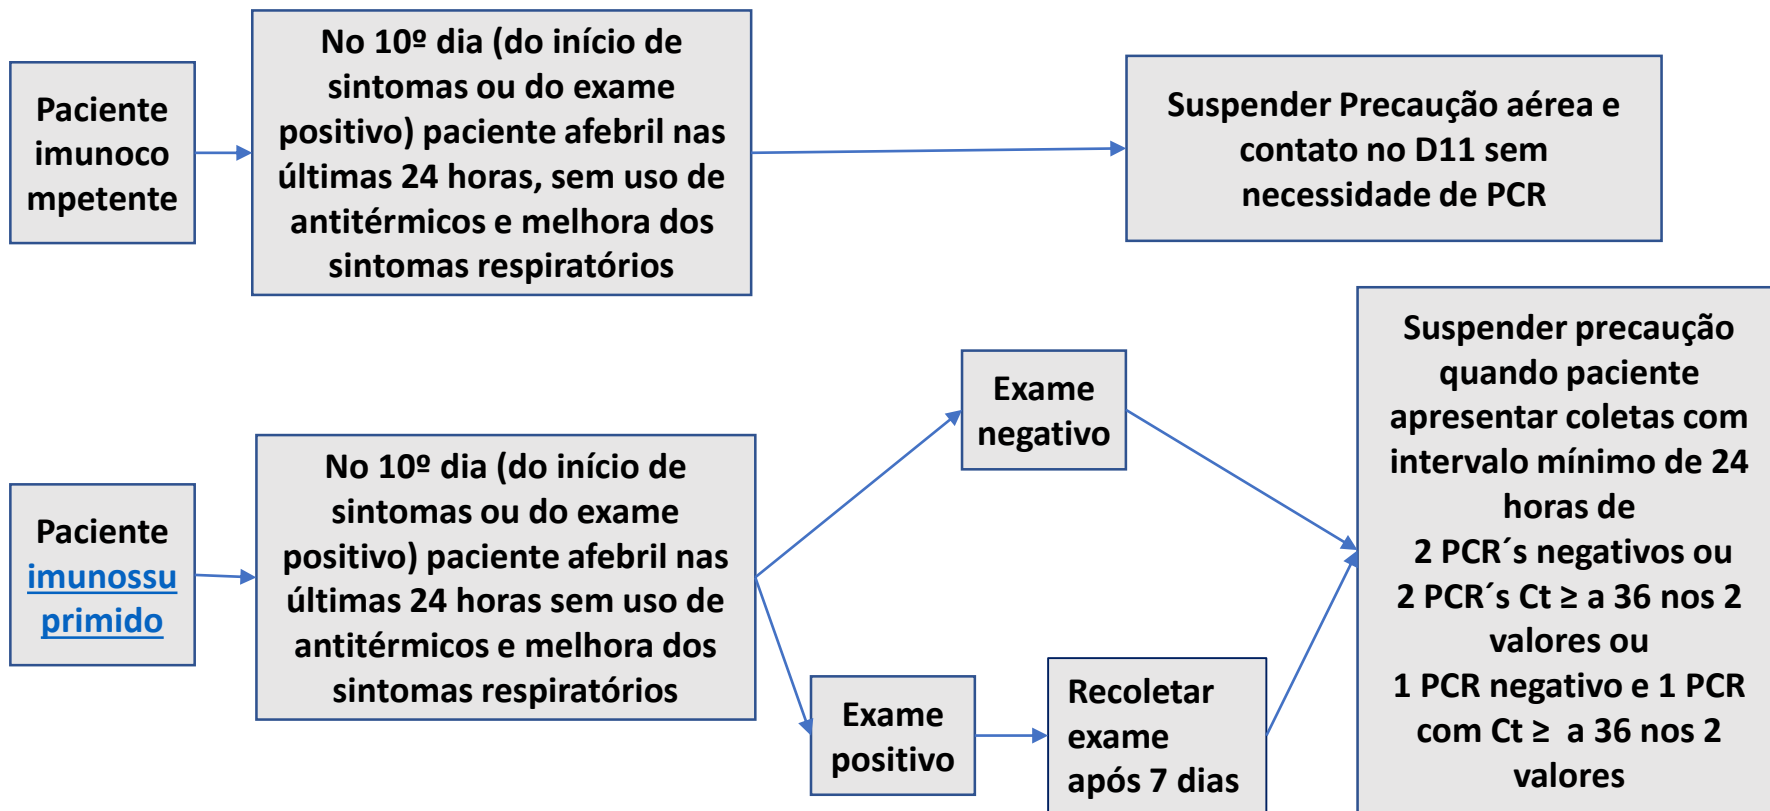 Paciente
imunoco
mpetente
No 10º dia (do início de
sintomas ou do exame
positivo) paciente afebril nas
últimas 24 horas, sem uso de
antitérmicos e melhora dos
sintomas respiratórios
Suspender Precaução aérea e
contato no D11 sem
necessidade de PCR
Paciente
imunossu
primido
No 10º dia (do início de
sintomas ou do exame
positivo) paciente afebril nas
últimas 24 horas sem uso de
antitérmicos e melhora dos
sintomas respiratórios
Exame
negativo
Exame
positivo
Recoletar
exame
após 7 dias
Suspender precaução
quando paciente
apresentar coletas com
intervalo mínimo de 24
horas de
2 PCR´s negativos ou
2 PCR´s Ct ≥ a 36 nos 2
valores ou
1 PCR negativo e 1 PCR
com Ct ≥ a 36 nos 2
valores